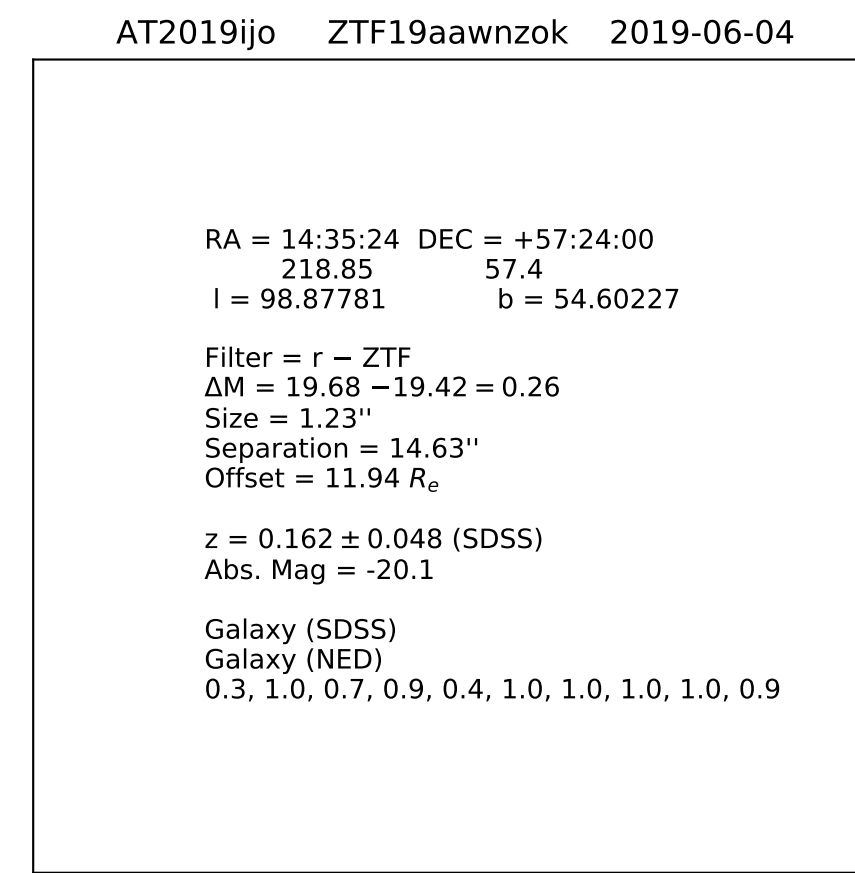 AT2019ijo ZTF19aawnzok 2019-06-04
RA = 14:35:24 DEC = +57:24:00
218.85 57.4
l = 98.87781 b = 54.60227
Filter = r − ZTF
ΔM = 19.68 −19.42 = 0.26
Size = 1.23''
Separation = 14.63''
Offset = 11.94 Re
z = 0.162 ± 0.048 (SDSS)
Abs. Mag = -20.1
Galaxy (SDSS)
Galaxy (NED)
0.3, 1.0, 0.7, 0.9, 0.4, 1.0, 1.0, 1.0, 1.0, 0.9